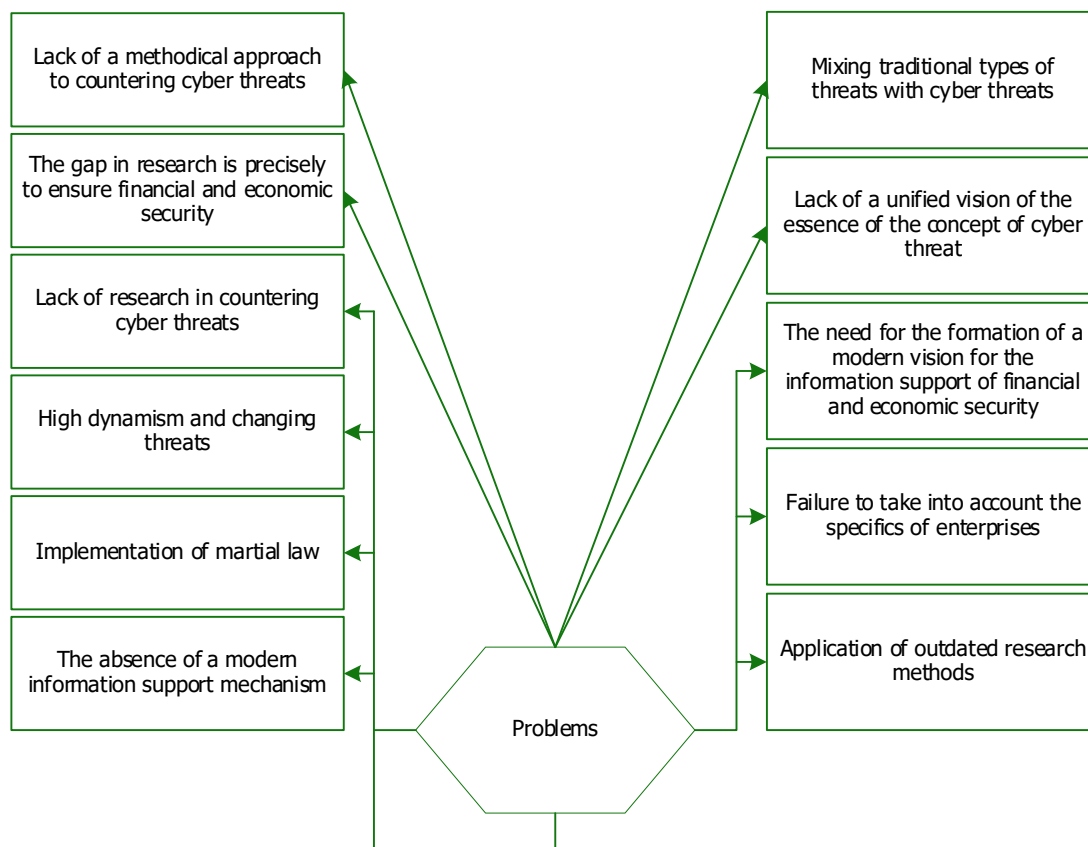 Lack of a methodical approach
to countering cyber threats
The gap in research is precisely
to ensure financial and economic
security
Lack of research in countering
cyber threats
High dynamism and changing
threats
Implementation of martial law
The absence of a modern
information support mechanism
Problems
Mixing traditional types of
threats with cyber threats
Lack of a unified vision of the
essence of the concept of cyber
threat
The need for the formation of a
modern vision for the
information support of financial
and economic security
Failure to take into account the
specifics of enterprises
Application of outdated research
methods